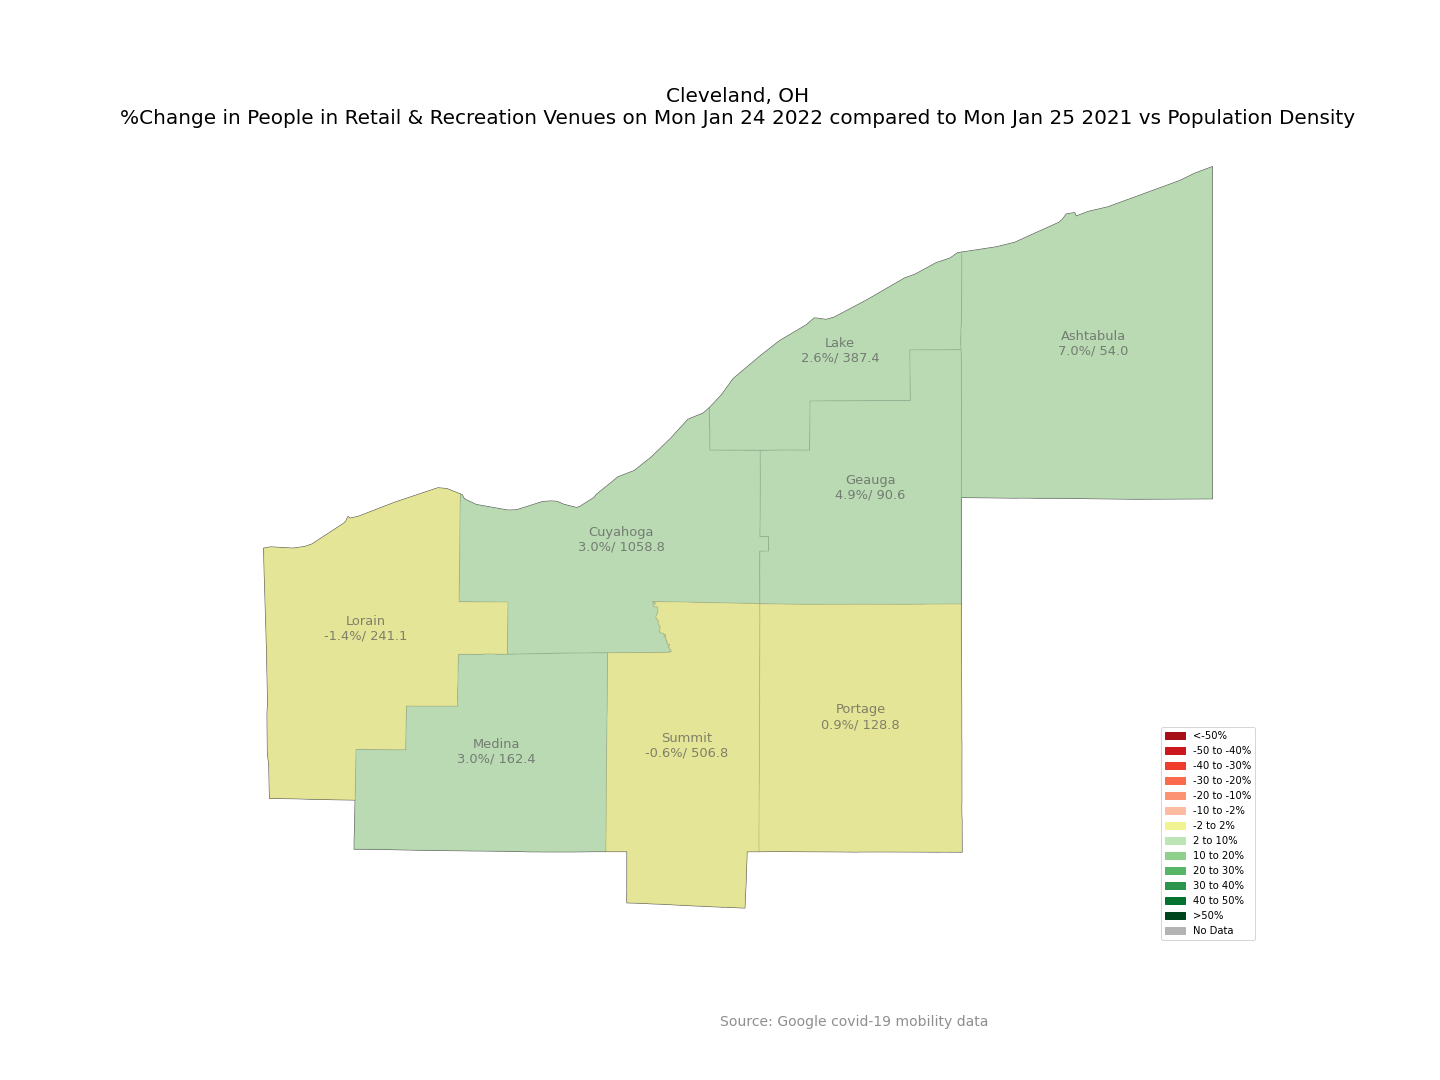 Cleveland, OH
%Change in People in Retail & Recreation Venues on Mon Jan 24 2022 compared to Mon Jan 25 2021 vs Population Density
Ashtabula
7.0%/ 54.0
Lake
2.6%/ 387.4
Geauga
4.9%/ 90.6
Cuyahoga
3.0%/ 1058.8
Lorain
-1.4%/ 241.1
Portage
0.9%/ 128.8
Summit
-0.6%/ 506.8
Medina
3.0%/ 162.4
<-50%
-50 to -40%
-40 to -30%
-30 to -20%
-20 to -10%
-10 to -2%
-2 to 2%
2 to 10%
10 to 20%
20 to 30%
30 to 40%
40 to 50%
>50%
No Data
Source: Google covid-19 mobility data